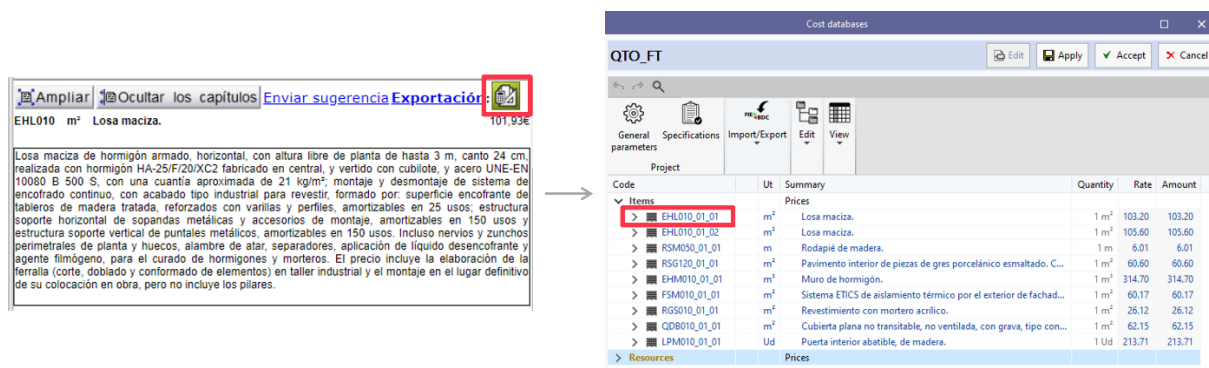 Ampliar Ocultar los capítulos Enviar sugerencia Exportación:
EHL010 m² Losa maciza. 101,93€
Losa maciza de hormigón armado, horizontal, con altura libre de planta de hasta 3 m, canto 24 cm,
realizada con hormigón HA-25/F/20/XC2 fabricado en central, y vertido con cubilote, y acero UNE-EN
10080 B 500 S, con una cuantía aproximada de 21 kg/m²; montaje y desmontaje de sistema de
encofrado continuo, con acabado tipo industrial para revestir, formado por: superficie encofrante de
tableros de madera tratada, reforzados con varillas y perfiles, amortizables en 25 usos; estructura
soporte horizontal de sopandas metálicas y accesorios de montaje, amortizables en 150 usos y
estructura soporte vertical de puntales metálicos, amortizables en 150 usos. Incluso nervios y zunchos
perimetrales de planta y huecos, alambre de atar, separadores, aplicación de líquido desencofrante y
agente filmógeno, para el curado de hormigones y morteros. El precio incluye la elaboración de la
ferralla (corte, doblado y conformado de elementos) en taller industrial y el montaje en el lugar definitivo
de su colocación en obra, pero no incluye los pilares.
Cost databases
QTO_FT Edit Apply Accept Cancel
General parameters Specifications Import/Export Edit View
Project
Code Ut Summary Quantity Rate Amount
Items Prices
EHL010_01_01 m² Losa maciza. 1 m² 103.20 103.20
EHL010_01_02 m² Losa maciza. 1 m² 105.60 105.60
RSM050_01_01 m Rodapié de madera. 1 m 6.01 6.01
RSG120_01_01 m² Pavimento interior de piezas de gres porcelánico esmaltado. C... 1 m² 60.60 60.60
EHM010_01_01 m³ Muro de hormigón. 1 m³ 314.70 314.70
FSM010_01_01 m² Sistema ETICS de aislamiento térmico por el exterior de fachad... 1 m² 60.17 60.17
RGS010_01_01 m² Revestimiento con mortero acrílico. 1 m² 26.12 26.12
QDB010_01_01 m² Cubierta plana no transitable, no ventilada, con grava, tipo con... 1 m² 62.15 62.15
LPM010_01_01 Ud Puerta interior abatible, de madera. 1 Ud 213.71 213.71
Resources Prices